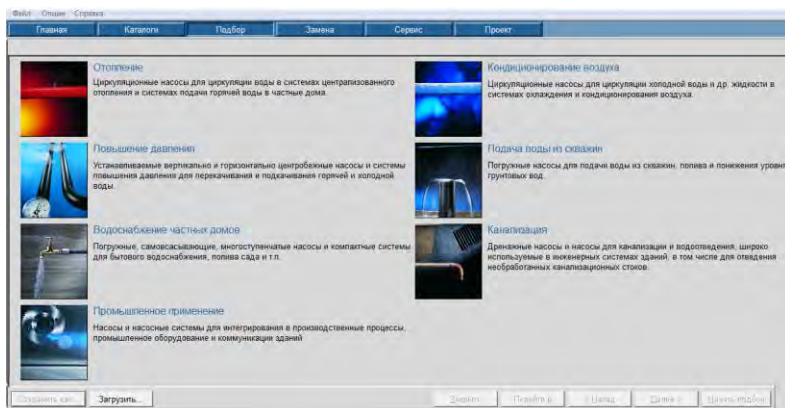 Файл Опции Справка
Главная Каталоги Подбор Замена Сервис Проект
Отопление
Циркуляционные насосы для циркуляции воды в системах централизованного
отопления и системах подачи горячей воды в частные дома.
Кондиционирование воздуха
Циркуляционные насосы для циркуляции холодной воды и др. жидкости в
системах охлаждения и кондиционирования воздуха.
Повышение давления
Устанавливаемые вертикально и горизонтально центробежные насосы и системы
повышения давления для перекачивания и подкачивания горячей и холодной
воды.
Подача воды из скважин
Погружные насосы для подачи воды из скважин, полива и понижения уровня
грунтовых вод.
Водоснабжение частных домов
Погружные, самовсасывающие, многоступенчатые насосы и компактные системы
для бытового водоснабжения, полива сада и т.п.
Канализация
Дренажные насосы и насосы для канализации и водоотведения, широко
используемые в инженерных системах зданий, в том числе для отведения
необработанных канализационных стоков.
Промышленное применение
Насосы и насосные системы для интегрирования в производственные процессы,
промышленное оборудование и коммуникации зданий
Сохранить как... Загрузить... Перейти в < Назад Далее > Начать подбор